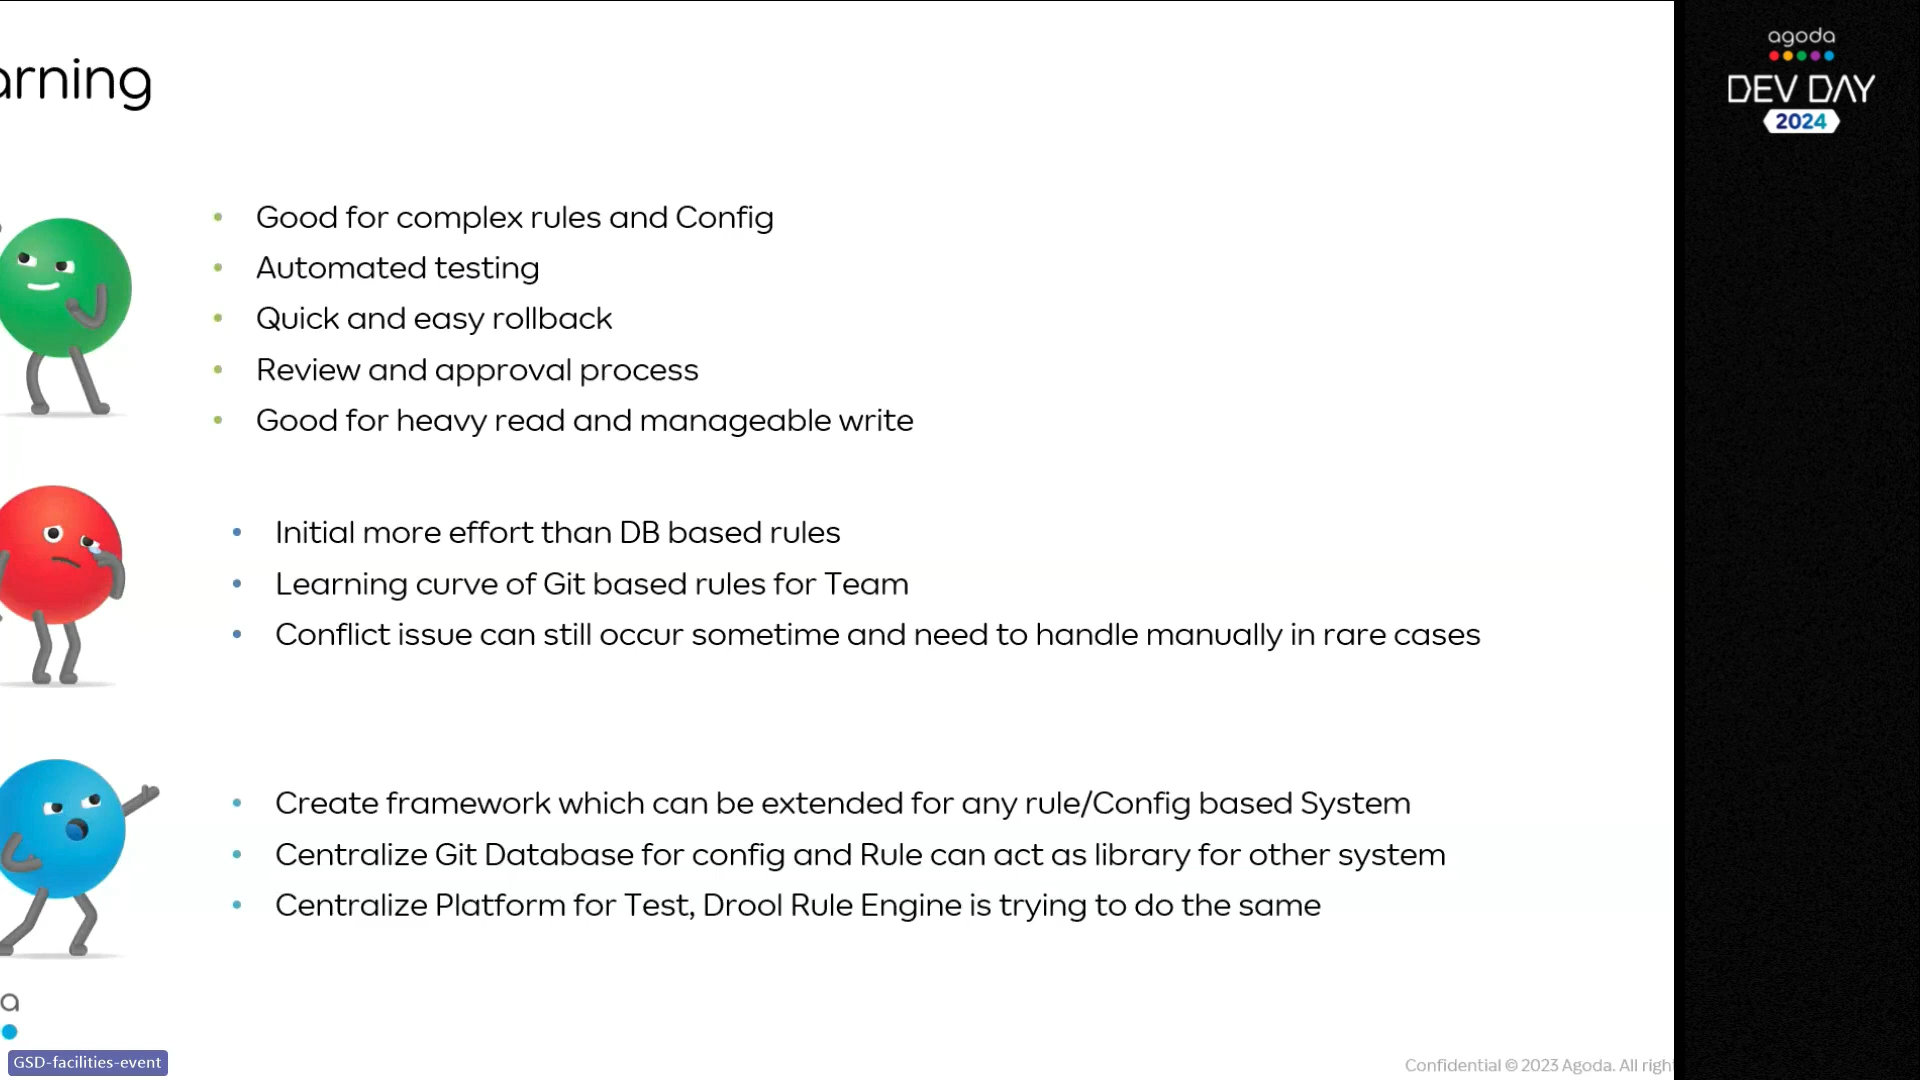 arning
agoda
DEV DAY
2024
Good for complex rules and Config
Automated testing
Quick and easy rollback
Review and approval process
Good for heavy read and manageable write
Initial more effort than DB based rules
Learning curve of Git based rules for Team
Conflict issue can still occur sometime and need to handle manually in rare cases
Create framework which can be extended for any rule/Config based System
Centralize Git Database for config and Rule can act as library for other system
Centralize Platform for Test, Drool Rule Engine is trying to do the same
a
GSD-facilities-event
Confidential © 2023 Agoda. All right